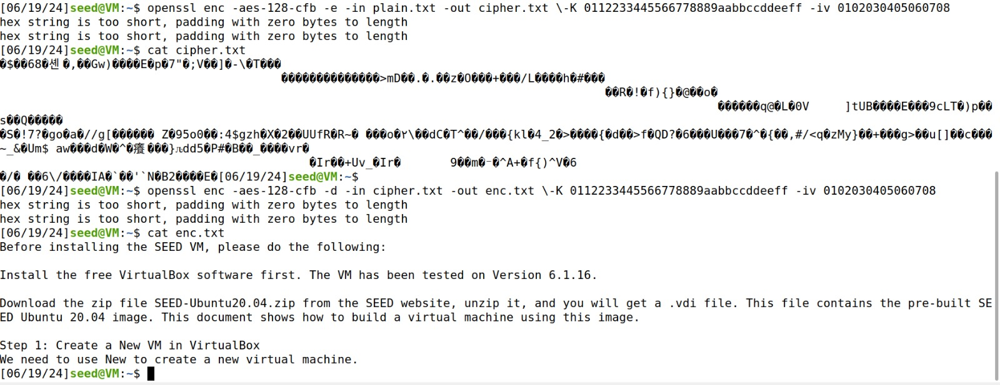 [06/19/24]seed@VM:~$ openssl enc -aes-128-cfb -e -in plain.txt -out cipher.txt \-K 0112233445566778889aabbccddeeff -iv 0102030405060708
hex string is too short, padding with zero bytes to length
hex string is too short, padding with zero bytes to length
[06/19/24]seed@VM:~$ cat cipher.txt
�$��68�센 �,��Gw)����E�p�7"�;V��]�-\�T���
��������������>mD��.�.��z�O���+���/L����h�#���
��R�!�f){}�@��o�
������q@�L�0V ]tUB����E���9cLT�)p��
s��Q�����
�S�!7?�go�a�//g[������ Z�95o0��:4$gzh�X�2��UUfR�R~� ���o�۲\��dC�T^��/���{kl�4_2�>����{�d��>f�QD?�6���U���7�^�{��,#/<q�zMy}��+���g>��u[]��c���
~_&�Um$ aw���d�W�^� ���}dd5�P#�B��_����vr�
�Ir��+Uv_�Ir� 9��m�⁻�^A+�f{)^V�6
�/� ��6\/����IA�`��'`N�B2����E�[06/19/24]seed@VM:~$
[06/19/24]seed@VM:~$ openssl enc -aes-128-cfb -d -in cipher.txt -out enc.txt \-K 0112233445566778889aabbccddeeff -iv 0102030405060708
hex string is too short, padding with zero bytes to length
hex string is too short, padding with zero bytes to length
[06/19/24]seed@VM:~$ cat enc.txt
Before installing the SEED VM, please do the following:
Install the free VirtualBox software first. The VM has been tested on Version 6.1.16.
Download the zip file SEED-Ubuntu20.04.zip from the SEED website, unzip it, and you will get a .vdi file. This file contains the pre-built SE
ED Ubuntu 20.04 image. This document shows how to build a virtual machine using this image.
Step 1: Create a New VM in VirtualBox
We need to use New to create a new virtual machine.
[06/19/24]seed@VM:~$